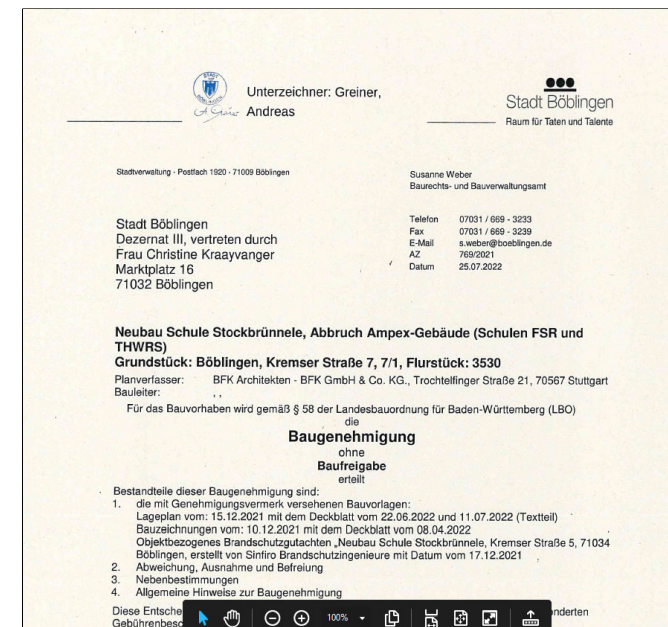 Unterzeichner: Greiner,
Andreas
Stadt Böblingen
Raum für Taten und Talente
Stadtverwaltung · Postfach 1920 · 71009 Böblingen
Susanne Weber
Baurechts- und Bauverwaltungsamt
Stadt Böblingen
Dezernat III, vertreten durch
Frau Christine Kraayvanger
Marktplatz 16
71032 Böblingen
Telefon 07031 / 669 - 3233
Fax 07031 / 669 - 3239
E-Mail s.weber@boeblingen.de
AZ 769/2021
Datum 25.07.2022
Neubau Schule Stockbrünnele, Abbruch Ampex-Gebäude (Schulen FSR und
THWRS)
Grundstück: Böblingen, Kremser Straße 7, 7/1, Flurstück: 3530
Planverfasser: BFK Architekten - BFK GmbH & Co. KG., Trochtelfinger Straße 21, 70567 Stuttgart
Bauleiter: , ,
Für das Bauvorhaben wird gemäß § 58 der Landesbauordnung für Baden-Württemberg (LBO)
die
Baugenehmigung
ohne
Baufreigabe
erteilt
Bestandteile dieser Baugenehmigung sind:
1. die mit Genehmigungsvermerk versehenen Bauvorlagen:
Lageplan vom: 15.12.2021 mit dem Deckblatt vom 22.06.2022 und 11.07.2022 (Textteil)
Bauzeichnungen vom: 10.12.2021 mit dem Deckblatt vom 08.04.2022
Objektbezogenes Brandschutzgutachten „Neubau Schule Stockbrünnele, Kremser Straße 5, 71034
Böblingen, erstellt von Sinfiro Brandschutzingenieure mit Datum vom 17.12.2021
2. Abweichung, Ausnahme und Befreiung
3. Nebenbestimmungen
4. Allgemeine Hinweise zur Baugenehmigung
Diese Entsche
100%
nderten
Gebührenbesc